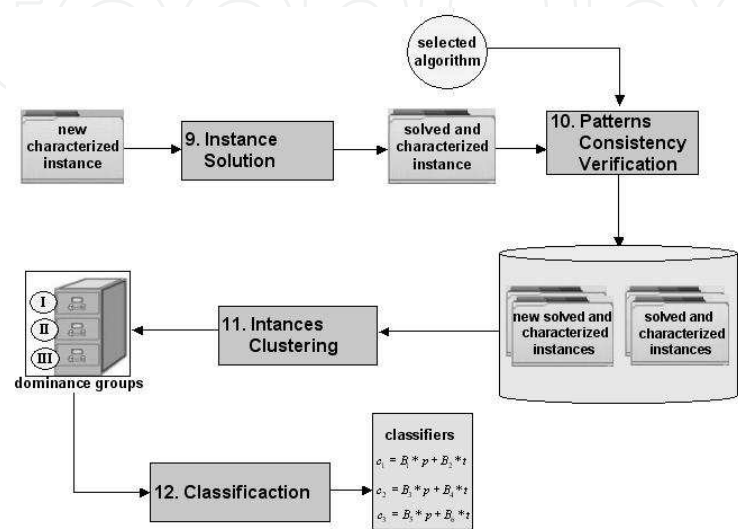 selected
algorithm
new
characterized
instance
9. Instance
Solution
solved and
characterized
instance
10. Patterns
Consistency
Verification
new solved and
characterized
instances
solved and
characterized
instances
11. Intances
Clustering
I
II
III
dominance groups
12. Classificaction
classifiers
c₁ = B₁ * p + B₂ * t
c₂ = B₃ * p + B₄ * t
c₃ = B₅ * p + B₆ * t